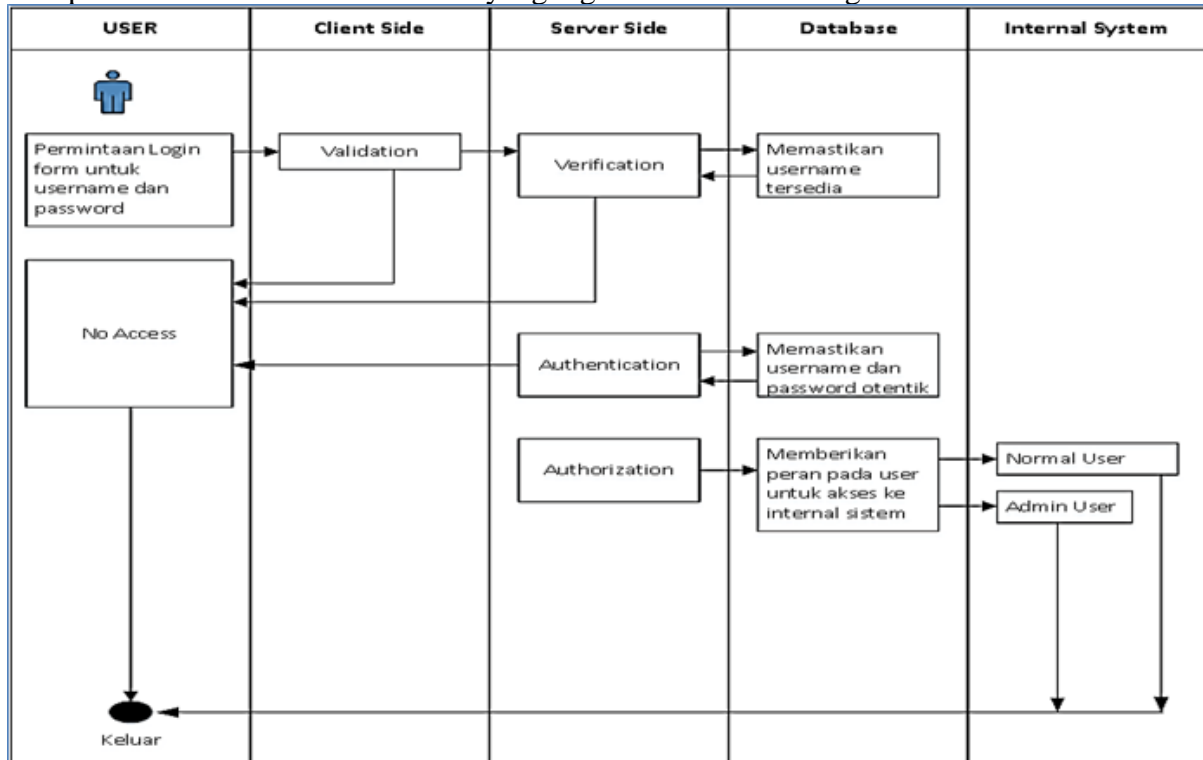 USER
Client Side
Server Side
Database
Internal System
Permintaan Login
form untuk
username dan
password
Validation
Verification
Memastikan
username
tersedia
No Access
Authentication
Memastikan
username dan
password otentik
Authorization
Memberikan
peran pada user
untuk akses ke
internal sistem
Normal User
Admin User
Keluar